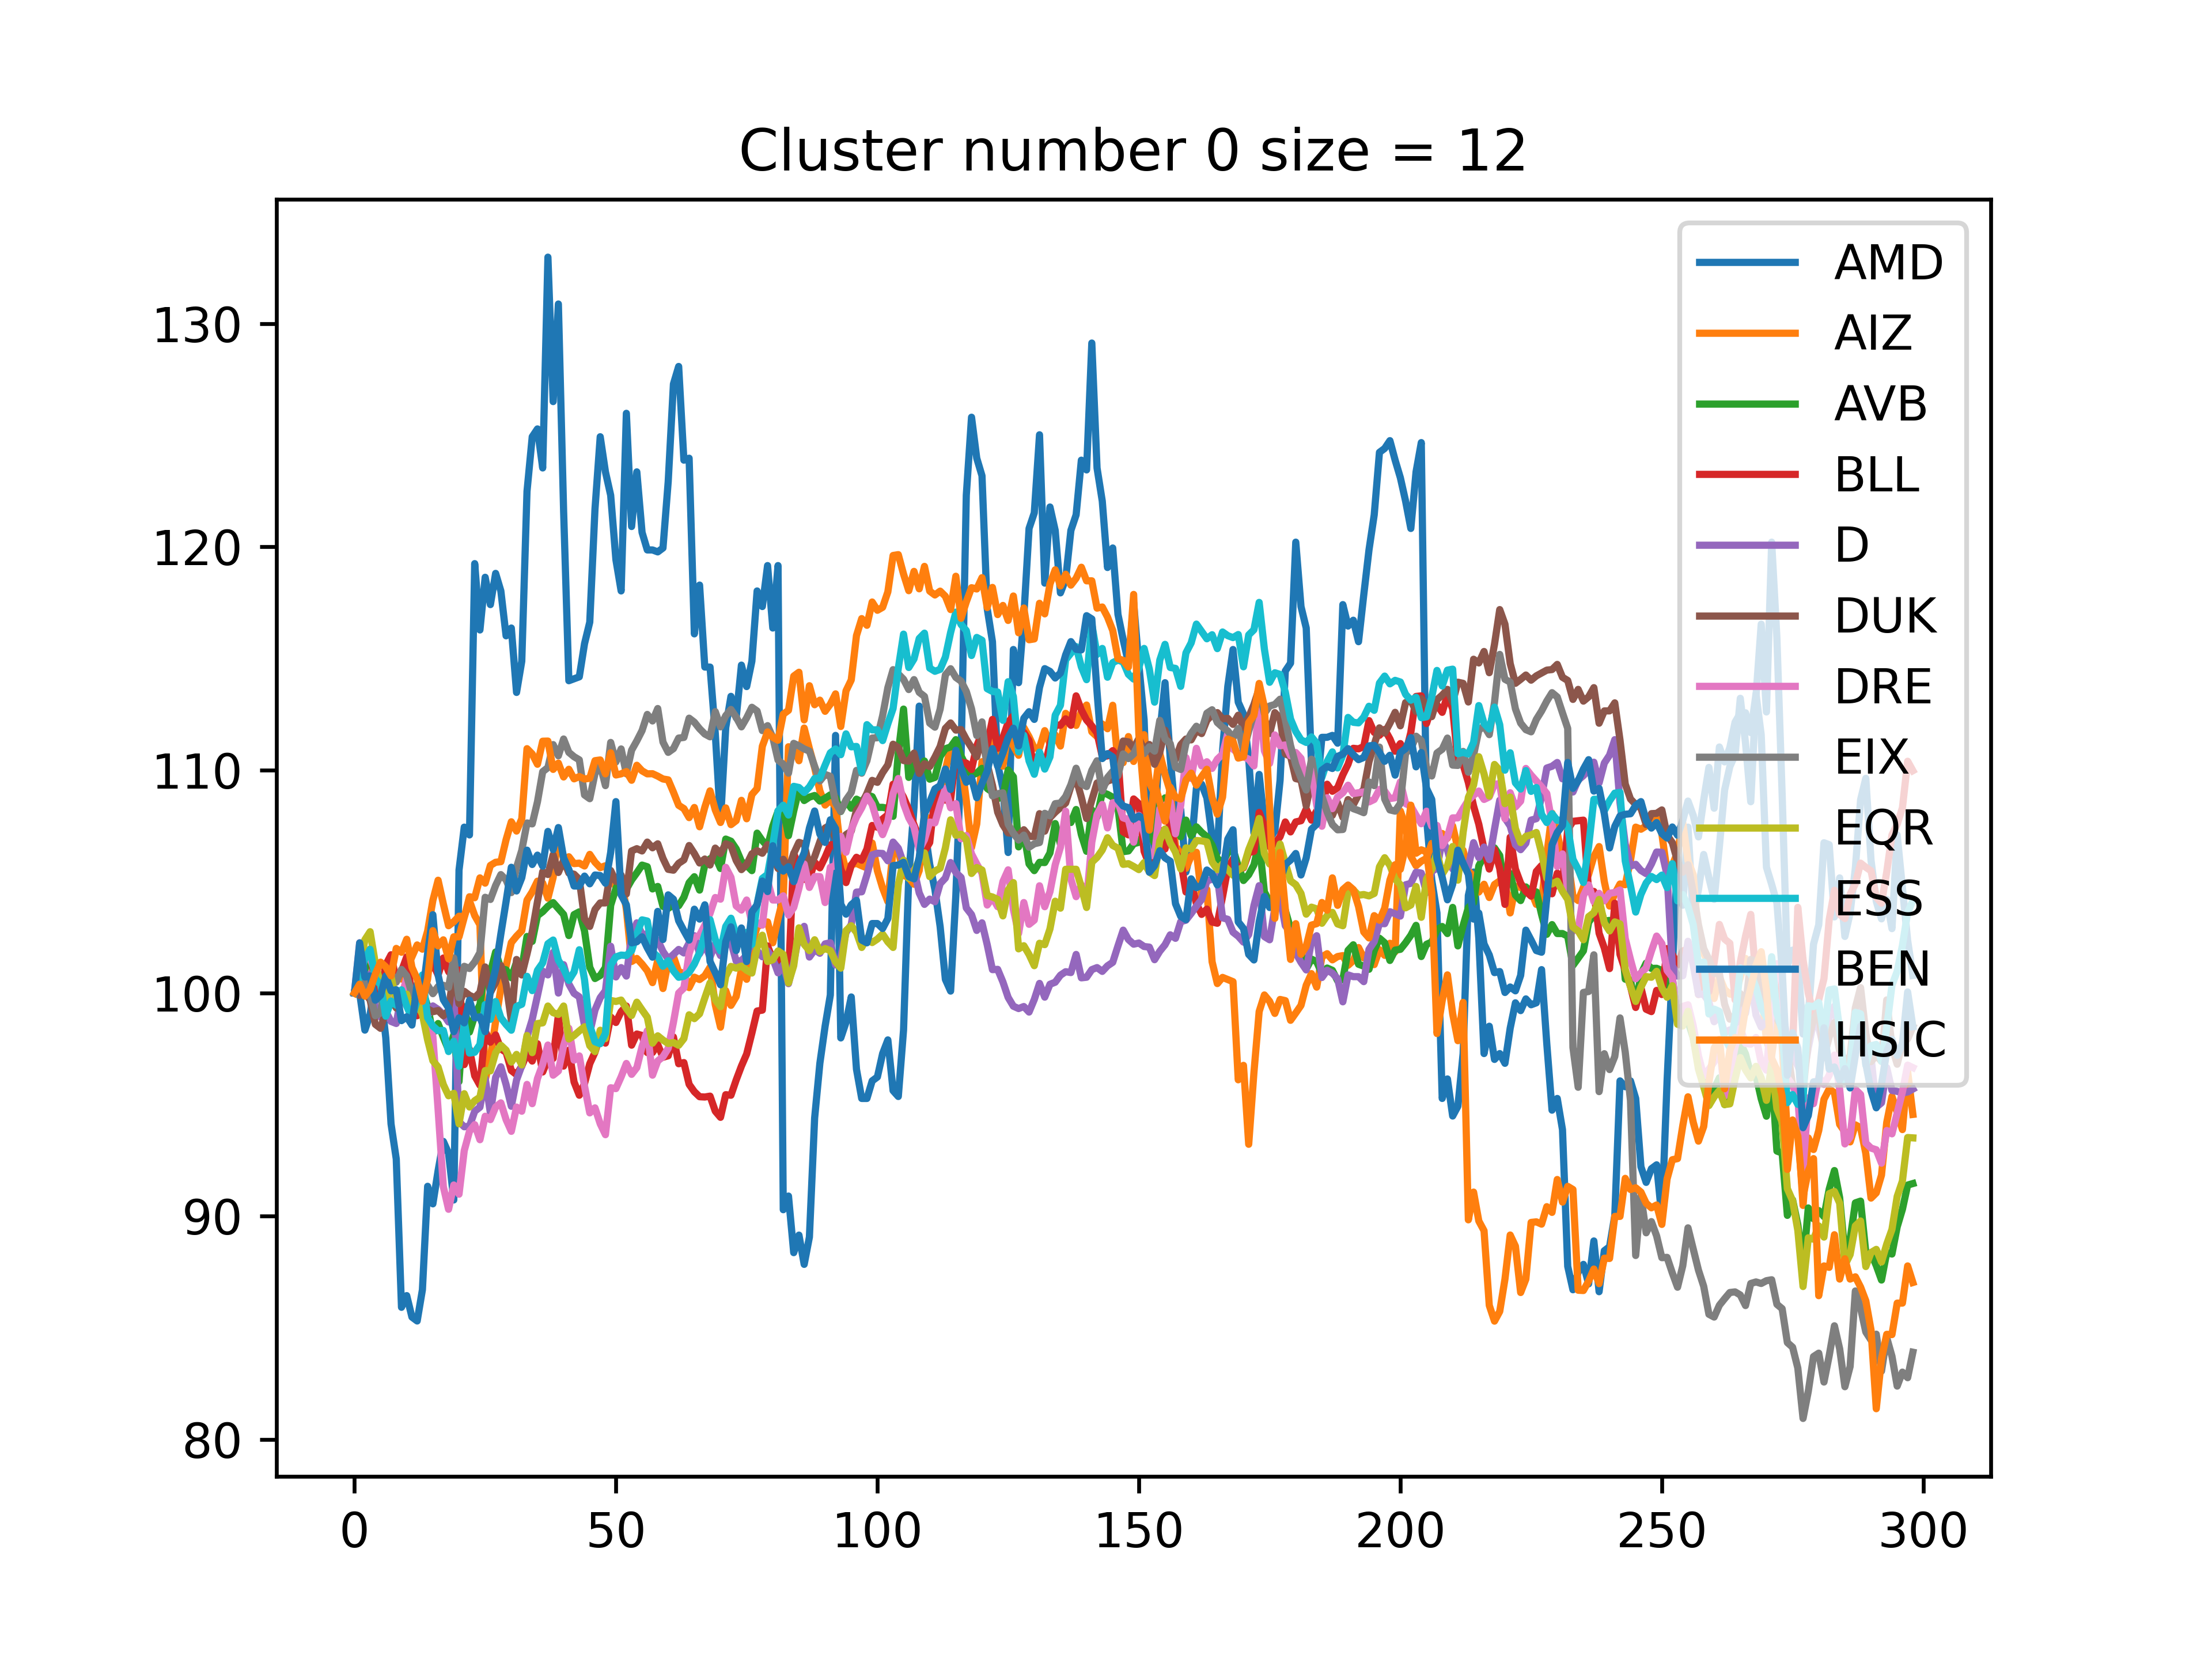 Cluster number 0 size = 12
130
120
110
100
90
80
0 50 100 150 200 250 300
AMD
AIZ
AVB
BLL
D
DUK
DRE
EIX
EQR
ESS
BEN
HSIC